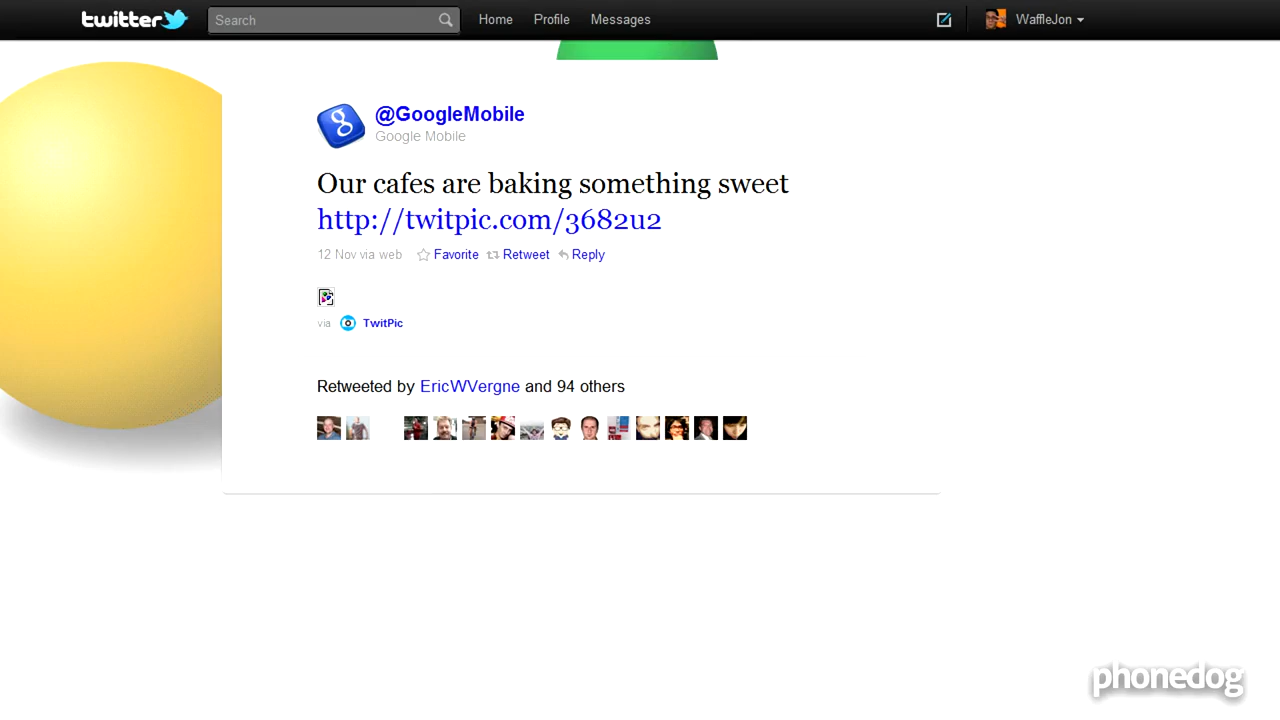 twitter Search Home Profile Messages WaffleJon
@GoogleMobile
Google Mobile
Our cafes are baking something sweet
http://twitpic.com/3682u2
12 Nov via web Favorite Retweet Reply
via TwitPic
Retweeted by EricWVergne and 94 others
phonedog